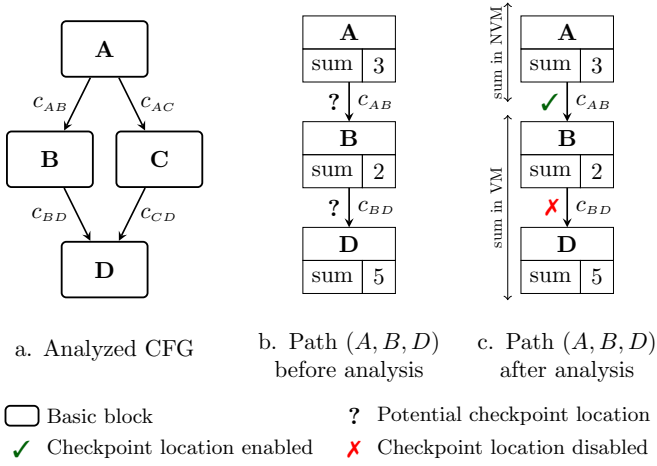 A
c_AB
c_AC
B
C
c_BD
c_CD
D
a. Analyzed CFG
A
sum 3
? c_AB
B
sum 2
? c_BD
D
sum 5
b. Path (A, B, D)
before analysis
sum in NVM
A
sum 3
✓ c_AB
sum in VM
B
sum 2
✗ c_BD
D
sum 5
c. Path (A, B, D)
after analysis
Basic block
? Potential checkpoint location
✓ Checkpoint location enabled
✗ Checkpoint location disabled